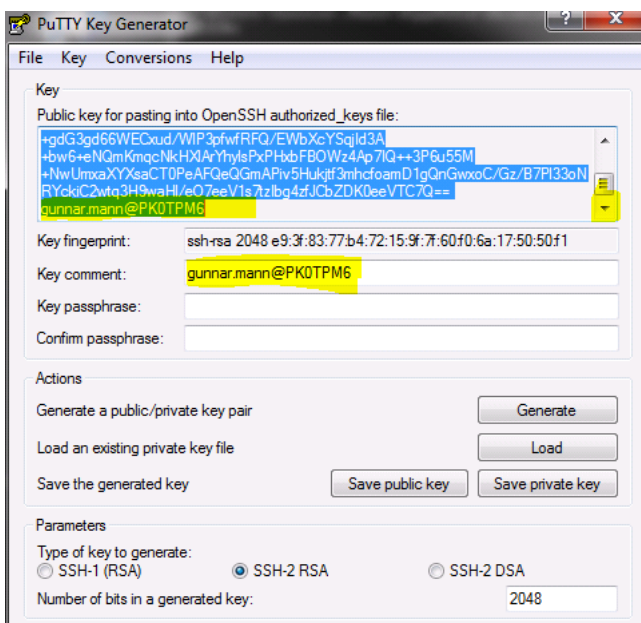 PuTTY Key Generator
File Key Conversions Help
Key
Public key for pasting into OpenSSH authorized_keys file:
+gdG3gd66WECxud/WIP3pfwfRFQ/EWbXcYSqjId3A
+bw6+eNQmKmqcNkHXlArYhylsPxPHxbFBOWz4Ap7lQ++3P6u55M
+NwUmxaXYXsaCT0PeAFQeQGmAPiv5Hukjtf3mhcfoamD1gQnGwxoC/Gz/B7Pl33oN
RYckiC2wtq3H9waHl/eO7eeV1s7tzlbg4zfJCbZDK0eeVTC7Q==
gunnar.mann@PK0TPM6
Key fingerprint: ssh-rsa 2048 e9:3f:83:77:b4:72:15:9f:7f:60:f0:6a:17:50:50:f1
Key comment: gunnar.mann@PK0TPM6
Key passphrase:
Confirm passphrase:
Actions
Generate a public/private key pair Generate
Load an existing private key file Load
Save the generated key Save public key Save private key
Parameters
Type of key to generate:
SSH-1 (RSA) SSH-2 RSA SSH-2 DSA
Number of bits in a generated key: 2048